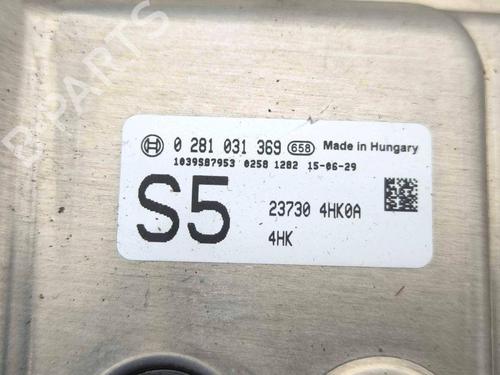 B-PARTS
0 281 031 369 658 Made in Hungary
1039S87953 0258 1282 15-06-29
S5
23730 4HK0A
4HK